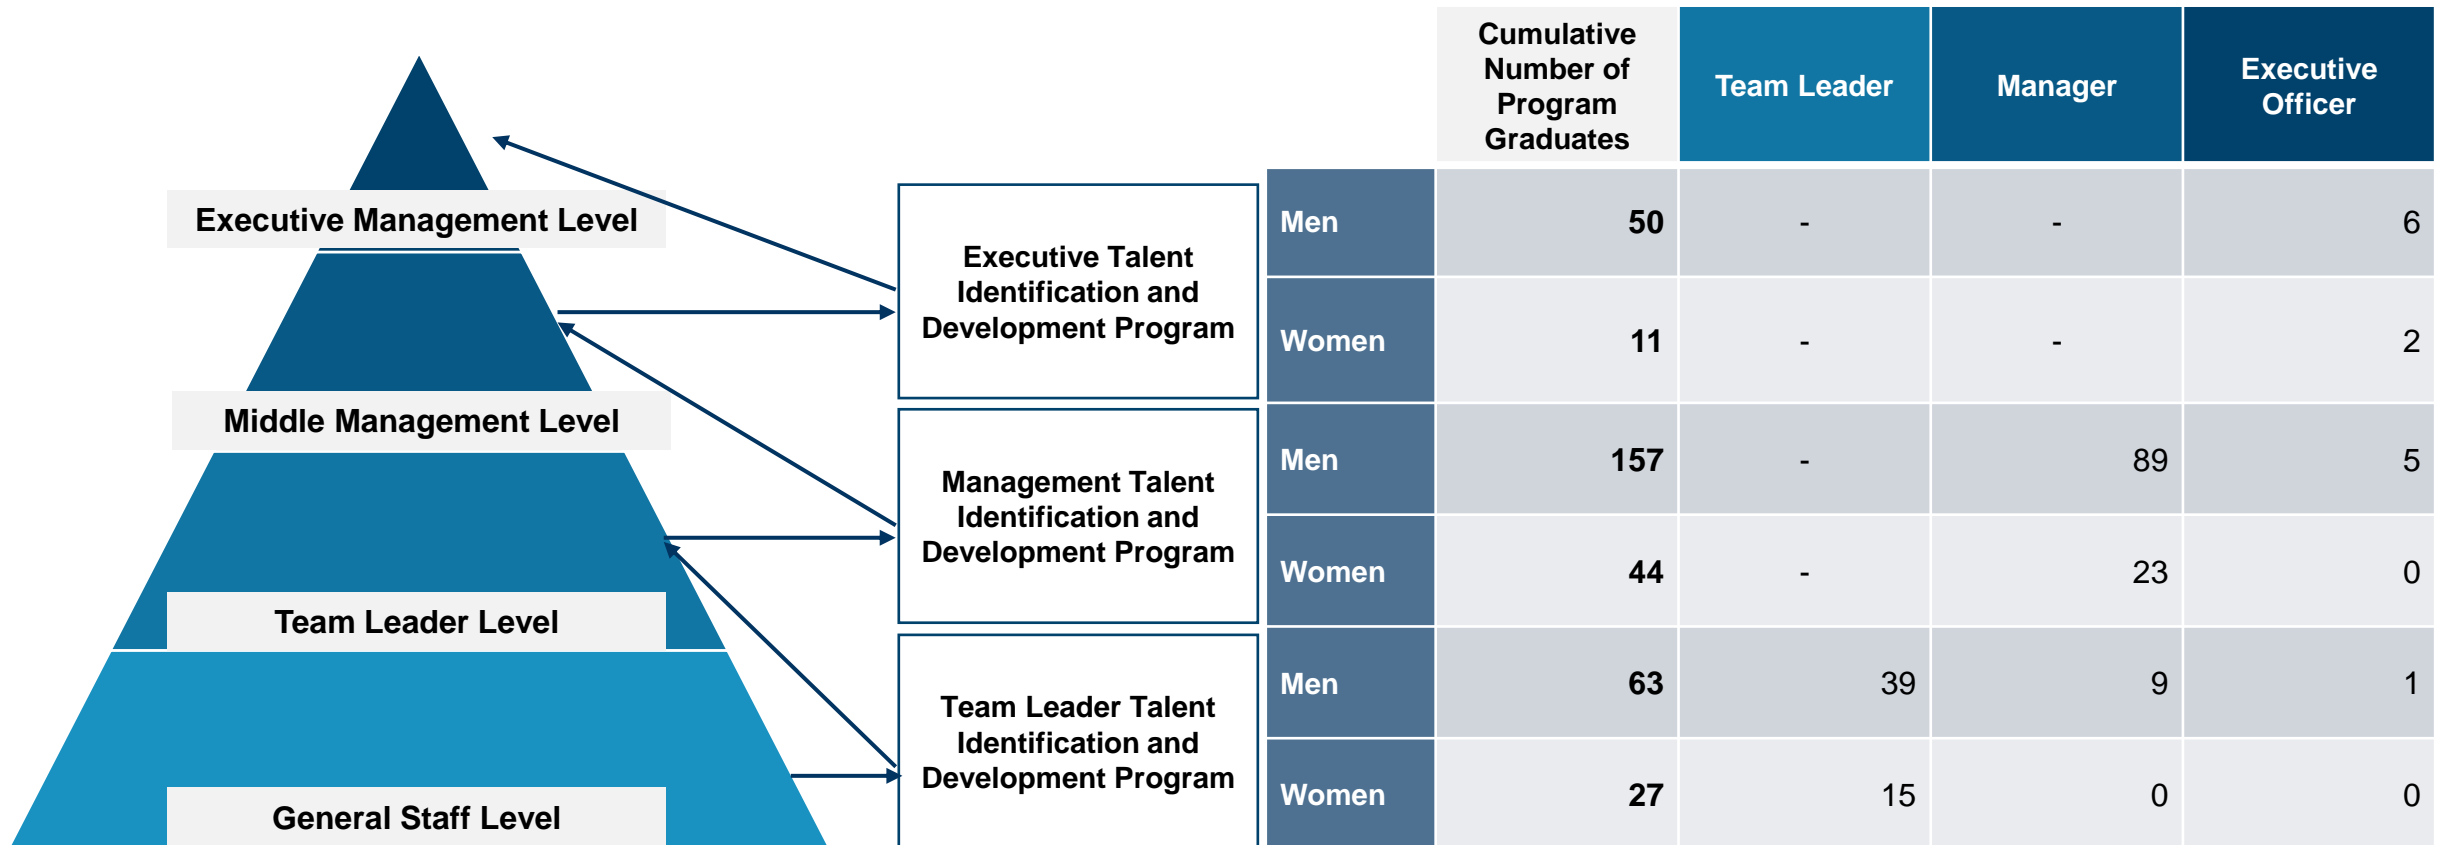 Cumulative
Number of
Program
Graduates
Team Leader
Manager
Executive
Officer
Executive Management Level
Middle Management Level
Team Leader Level
General Staff Level
Executive Talent
Identification and
Development Program
Men 50 - - 6
Women 11 - - 2
Management Talent
Identification and
Development Program
Men 157 - 89 5
Women 44 - 23 0
Team Leader Talent
Identification and
Development Program
Men 63 39 9 1
Women 27 15 0 0